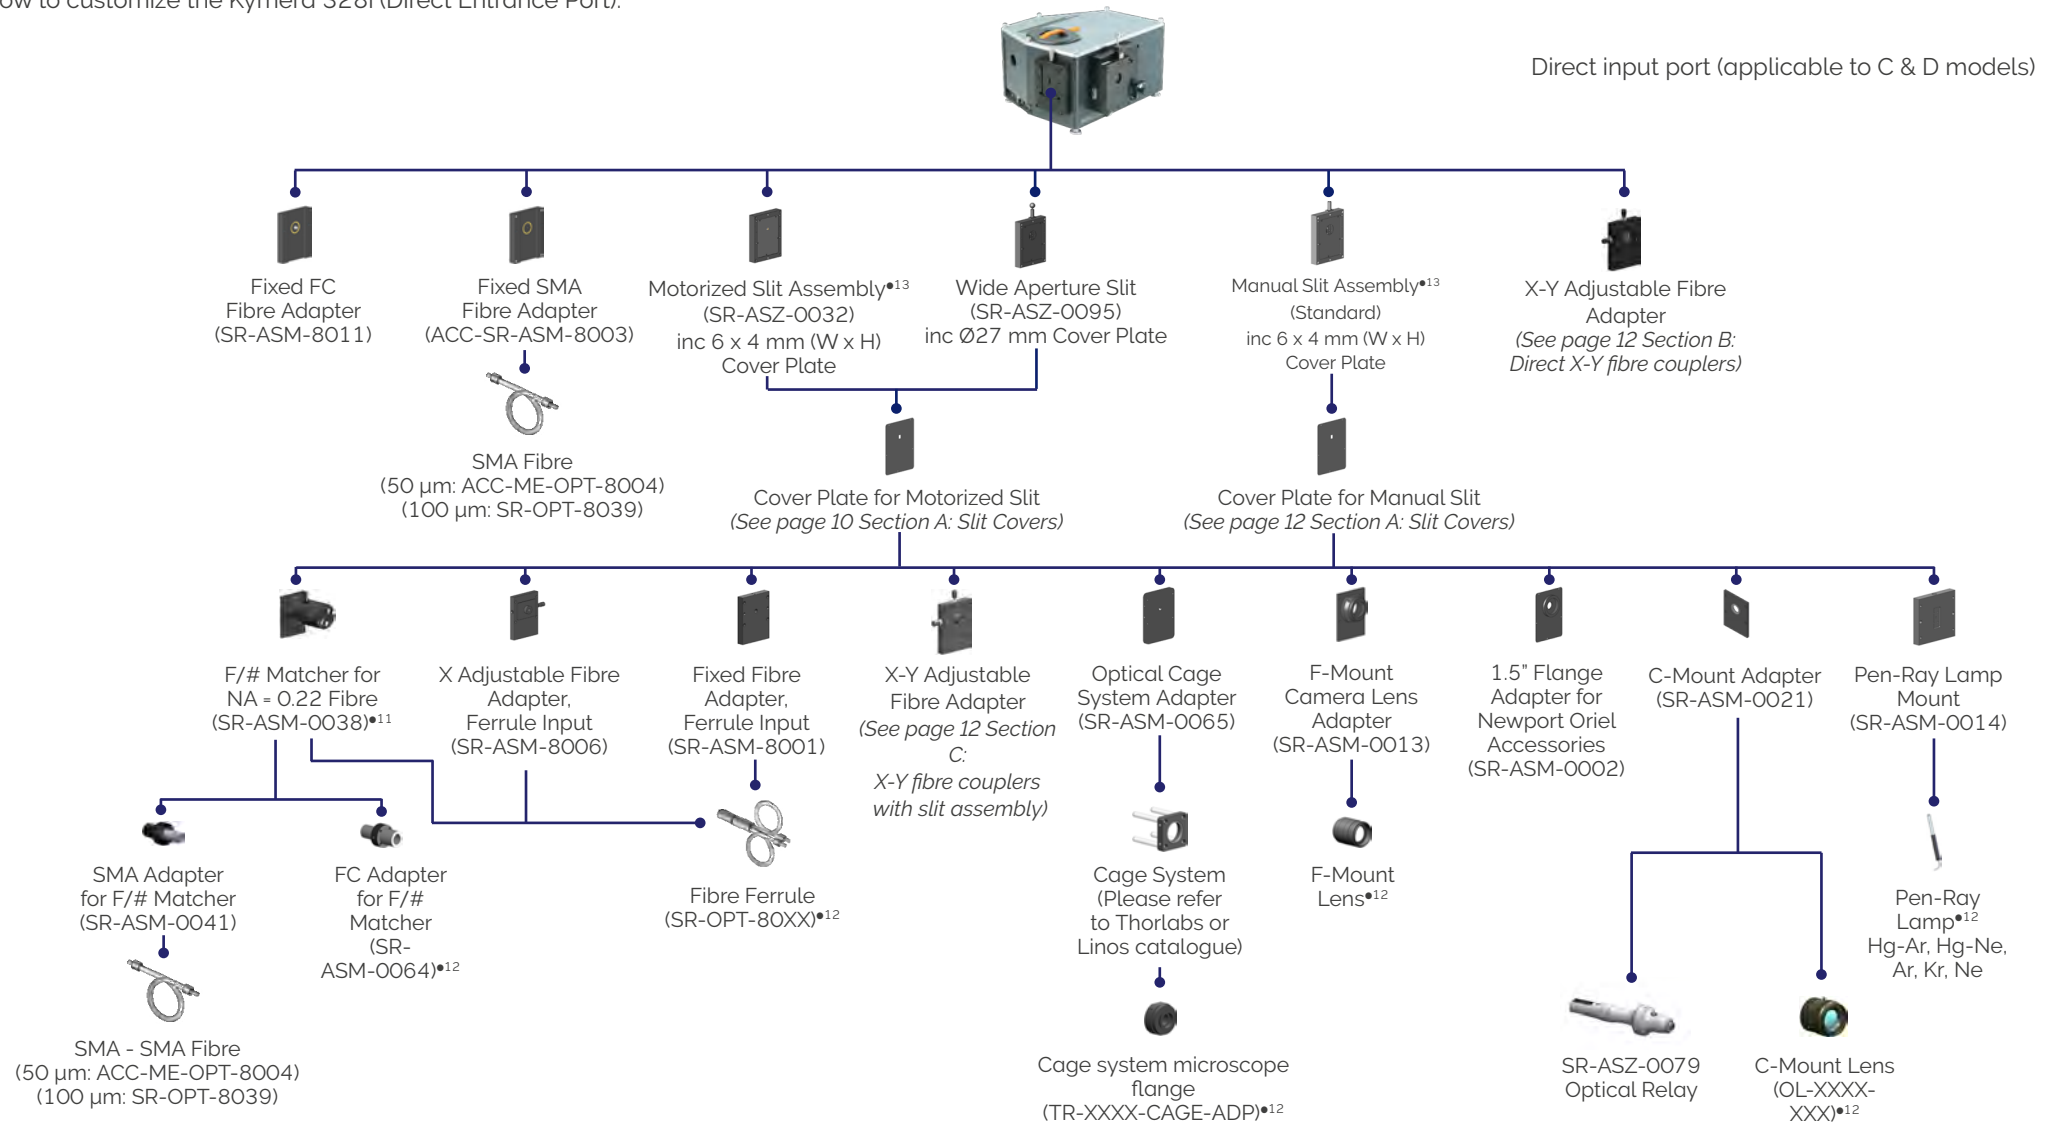 ow to customize the Kymera 328i (Direct Entrance Port).
Direct input port (applicable to C & D models)
Fixed FC
Fibre Adapter
(SR-ASM-8011)
Fixed SMA
Fibre Adapter
(ACC-SR-ASM-8003)
Motorized Slit Assembly●13
(SR-ASZ-0032)
inc 6 x 4 mm (W x H)
Cover Plate
Wide Aperture Slit
(SR-ASZ-0095)
inc Ø27 mm Cover Plate
Manual Slit Assembly●13
(Standard)
inc 6 x 4 mm (W x H)
Cover Plate
X-Y Adjustable Fibre
Adapter
(See page 12 Section B:
Direct X-Y fibre couplers)
SMA Fibre
(50 µm: ACC-ME-OPT-8004)
(100 µm: SR-OPT-8039)
Cover Plate for Motorized Slit
(See page 10 Section A: Slit Covers)
Cover Plate for Manual Slit
(See page 12 Section A: Slit Covers)
F/# Matcher for
NA = 0.22 Fibre
(SR-ASM-0038)●11
X Adjustable Fibre
Adapter,
Ferrule Input
(SR-ASM-8006)
Fixed Fibre
Adapter,
Ferrule Input
(SR-ASM-8001)
X-Y Adjustable
Fibre Adapter
(See page 12 Section
C:
X-Y fibre couplers
with slit assembly)
Optical Cage
System Adapter
(SR-ASM-0065)
F-Mount
Camera Lens
Adapter
(SR-ASM-0013)
1.5” Flange
Adapter for
Newport Oriel
Accessories
(SR-ASM-0002)
C-Mount Adapter
(SR-ASM-0021)
Pen-Ray Lamp
Mount
(SR-ASM-0014)
SMA Adapter
for F/# Matcher
(SR-ASM-0041)
FC Adapter
for F/#
Matcher
(SR-
ASM-0064)●12
Fibre Ferrule
(SR-OPT-80XX)●12
Cage System
(Please refer
to Thorlabs or
Linos catalogue)
F-Mount
Lens●12
Pen-Ray
Lamp●12
Hg-Ar, Hg-Ne,
Ar, Kr, Ne
SMA - SMA Fibre
(50 µm: ACC-ME-OPT-8004)
(100 µm: SR-OPT-8039)
Cage system microscope
flange
(TR-XXXX-CAGE-ADP)●12
SR-ASZ-0079
Optical Relay
C-Mount Lens
(OL-XXXX-
XXX)●12